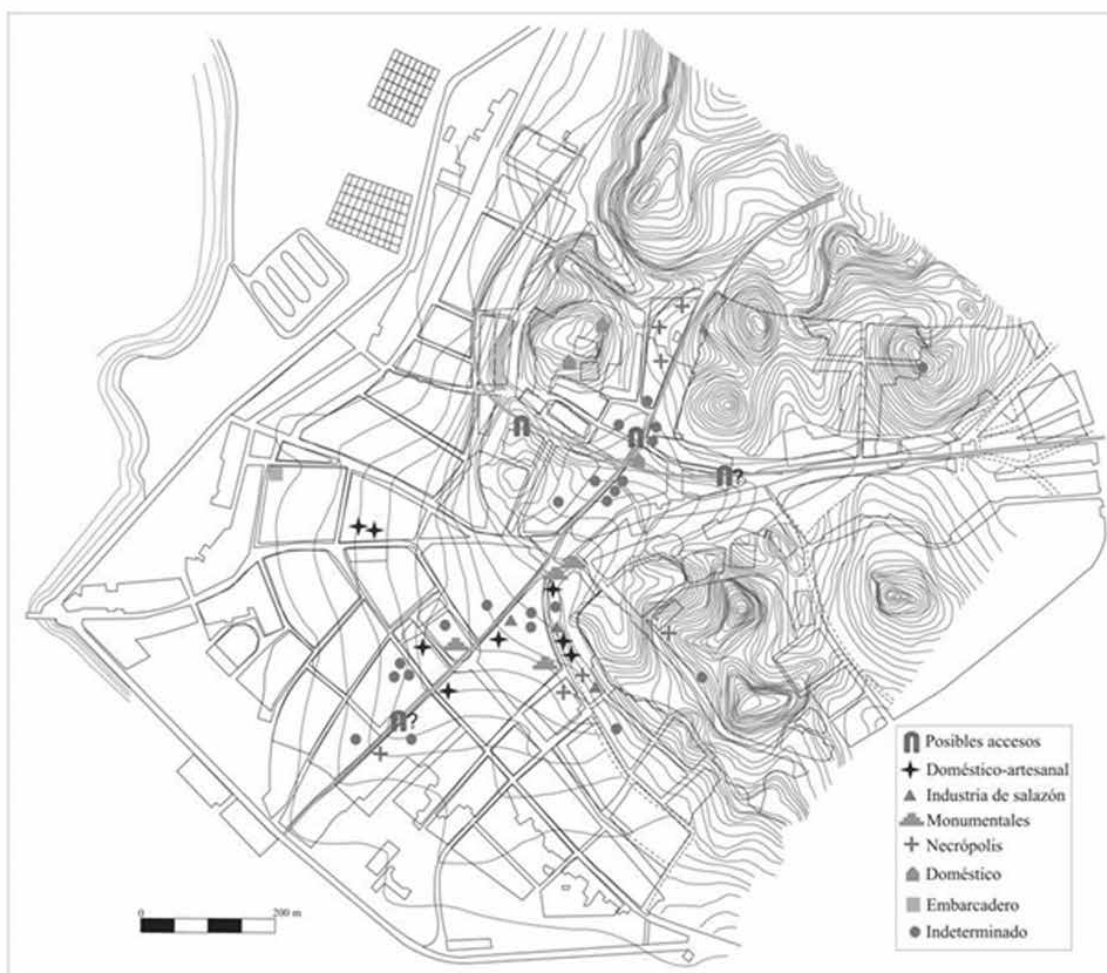 ?
?
Posibles accesos
Doméstico-artesanal
Industria de salazón
Monumentales
Necrópolis
Doméstico
Embarcadero
Indeterminado
0 200 m